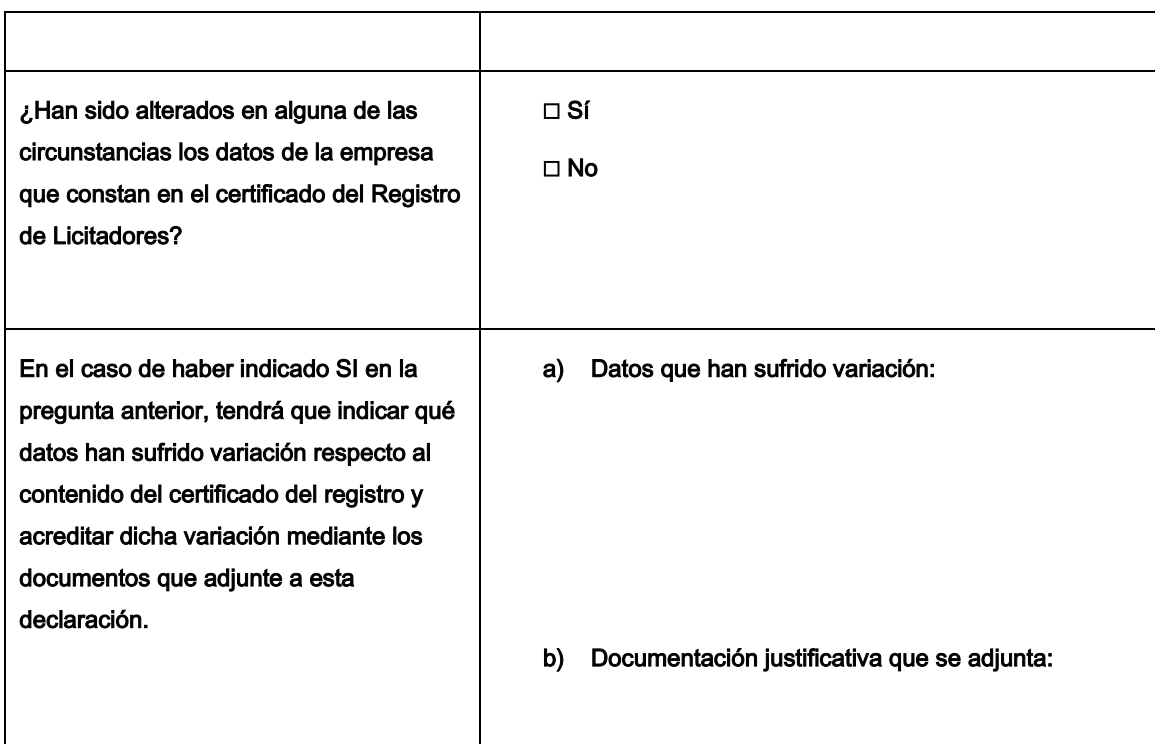 ¿Han sido alterados en alguna de las
circunstancias los datos de la empresa
que constan en el certificado del Registro
de Licitadores?
□ Sí
□ No
En el caso de haber indicado SI en la
pregunta anterior, tendrá que indicar qué
datos han sufrido variación respecto al
contenido del certificado del registro y
acreditar dicha variación mediante los
documentos que adjunte a esta
declaración.
a) Datos que han sufrido variación:
b) Documentación justificativa que se adjunta: